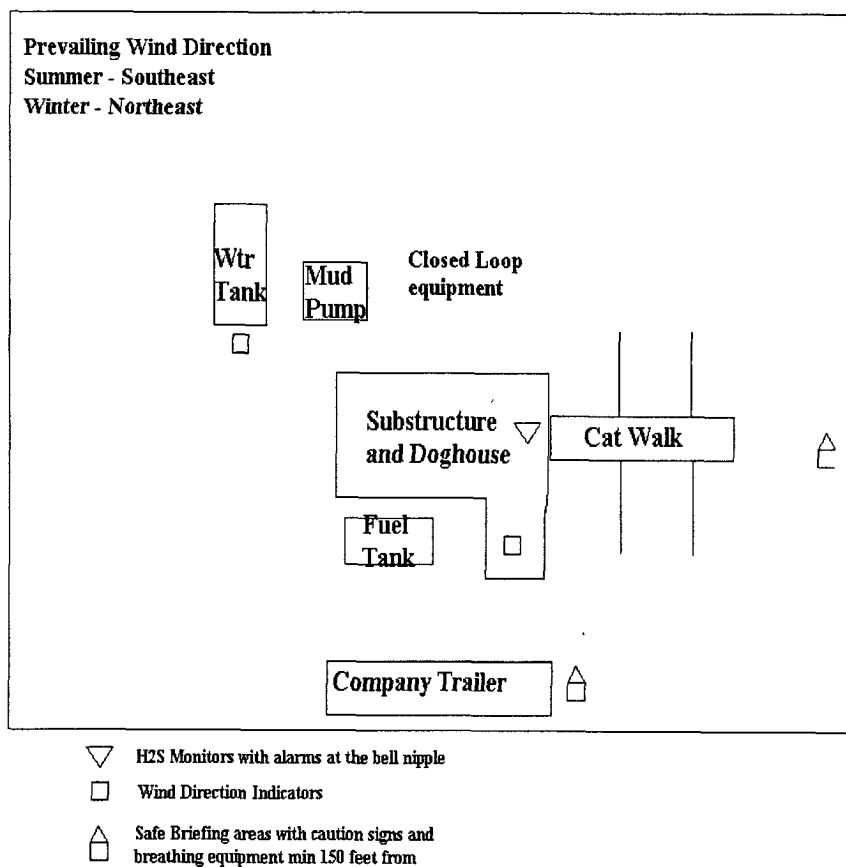 Prevailing Wind Direction
Summer - Southeast
Winter - Northeast
Wtr
Tank
Mud
Pump
Closed Loop
equipment
Substructure
and Doghouse
Cat Walk
Fuel
Tank
Company Trailer
H2S Monitors with alarms at the bell nipple
Wind Direction Indicators
Safe Briefing areas with caution signs and
breathing equipment min 150 feet from